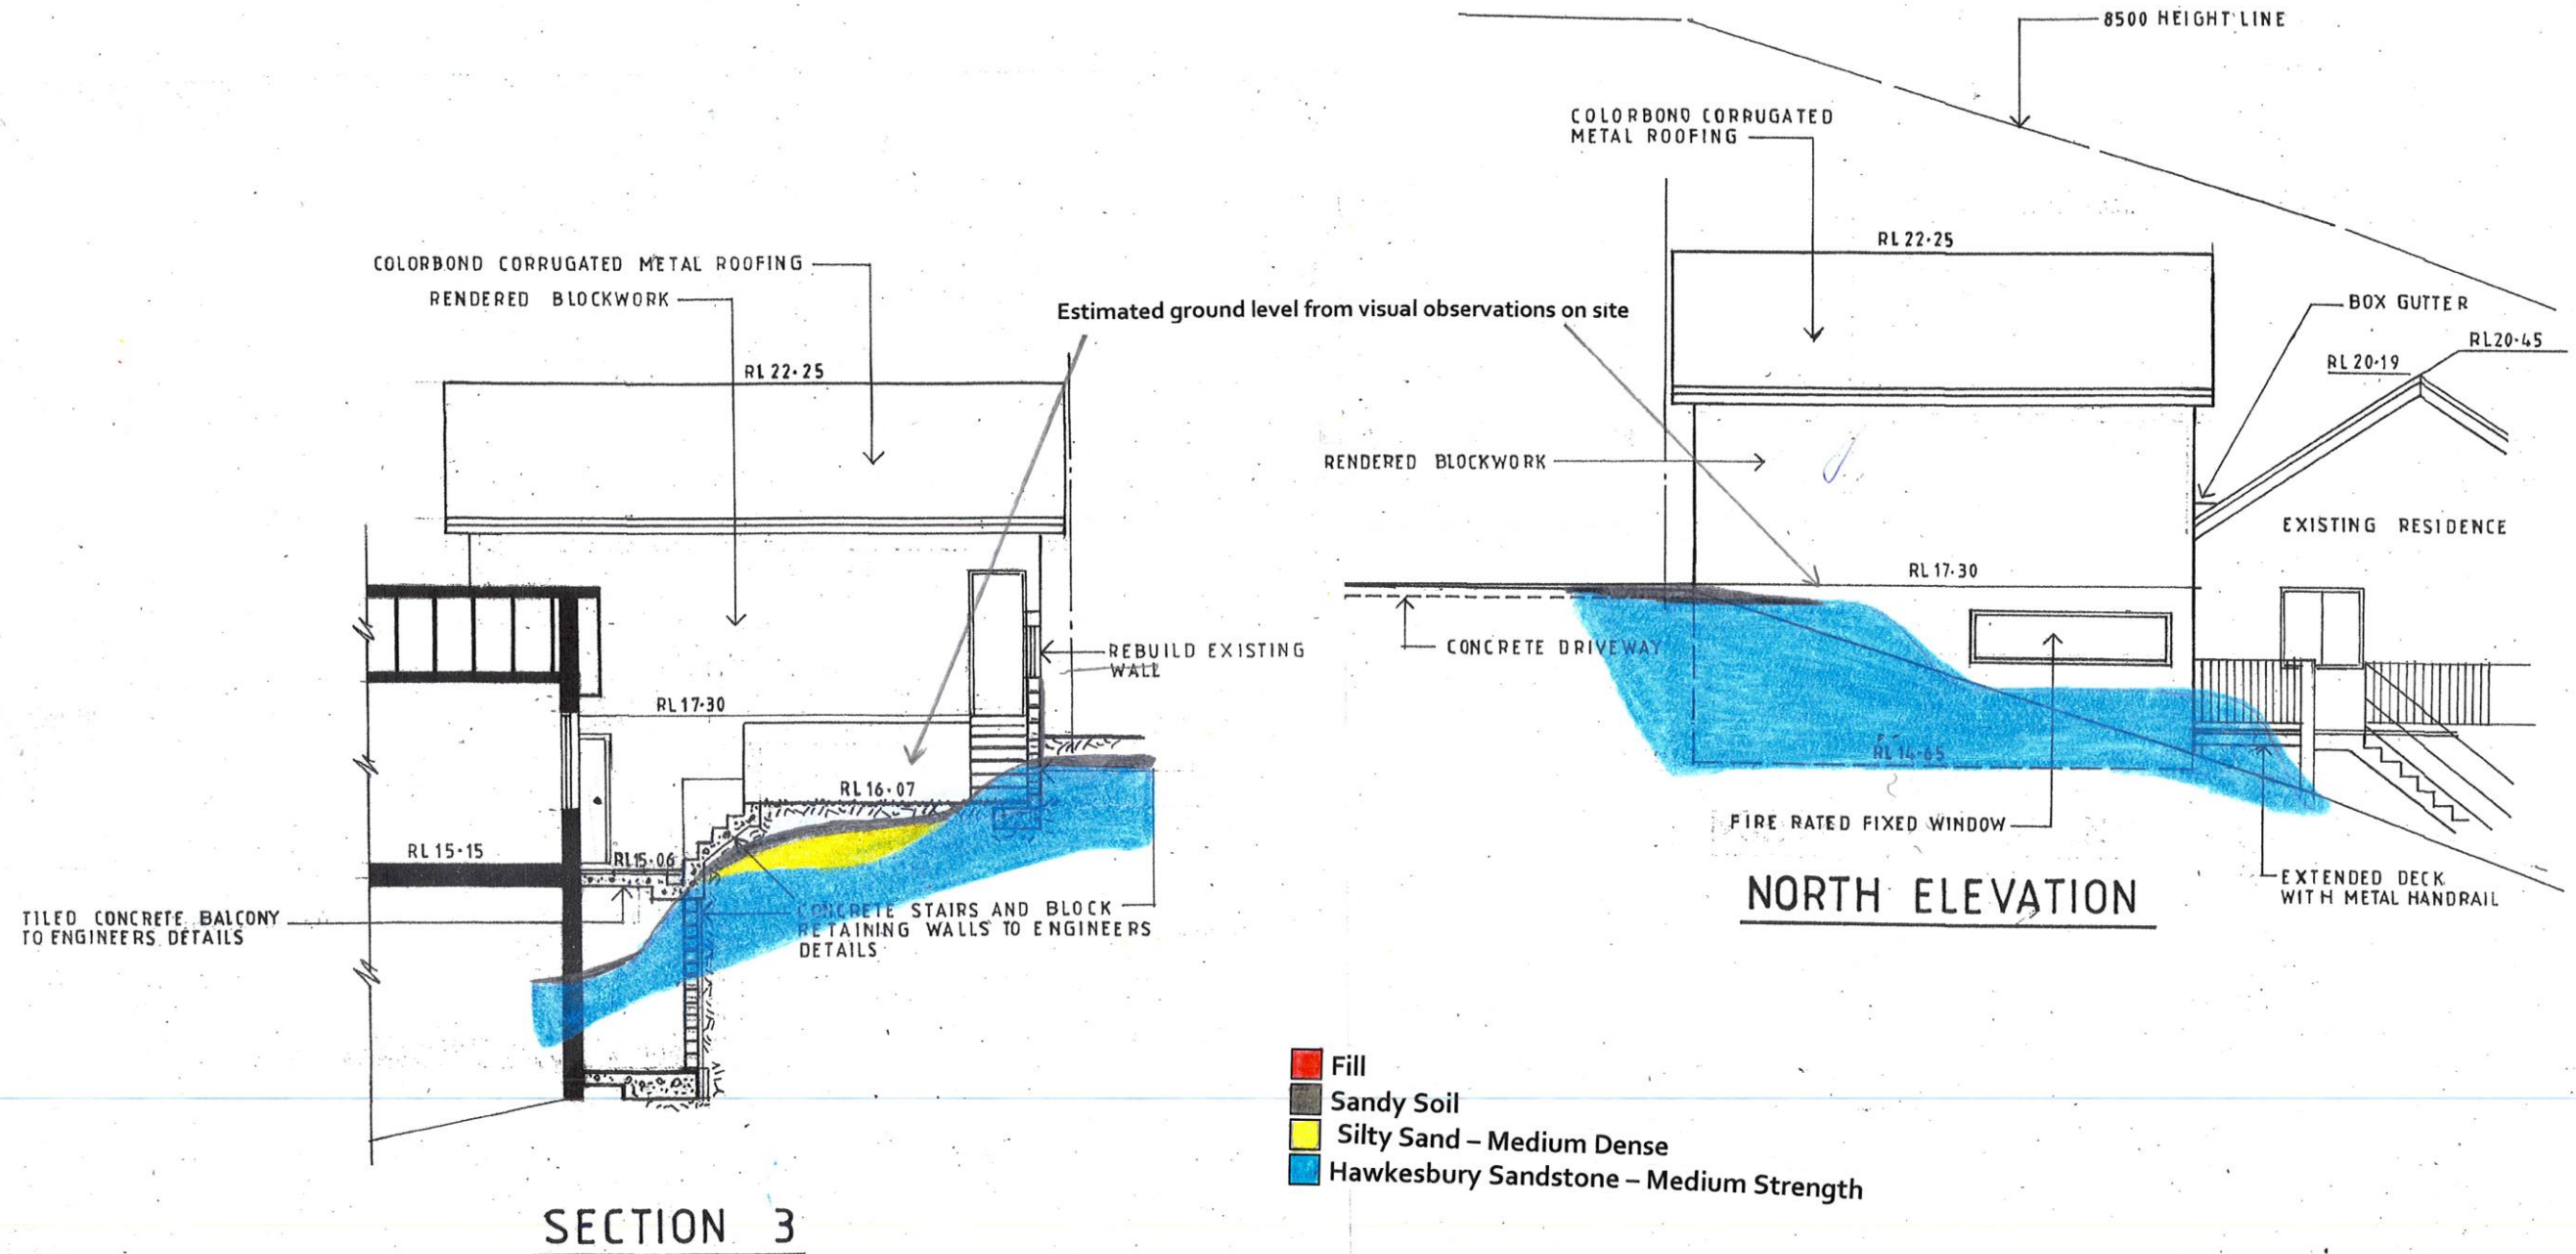 8500 HEIGHT LINE
COLORBOND CORRUGATED
METAL ROOFING
RL 22·25
COLORBOND CORRUGATED METAL ROOFING
RENDERED BLOCKWORK
Estimated ground level from visual observations on site
BOX GUTTER
RL20·45
RL 20·19
RL 22·25
RENDERED BLOCKWORK
EXISTING RESIDENCE
RL 17·30
REBUILD EXISTING
WALL
CONCRETE DRIVEWAY
RL 17·30
RL 14·65
RL 16·07
FIRE RATED FIXED WINDOW
RL 15·15
RL15·06
NORTH ELEVATION
EXTENDED DECK
WITH METAL HANDRAIL
TILED CONCRETE BALCONY
TO ENGINEERS DETAILS
CONCRETE STAIRS AND BLOCK
RETAINING WALLS TO ENGINEERS
DETAILS
Fill
Sandy Soil
Silty Sand – Medium Dense
Hawkesbury Sandstone – Medium Strength
SECTION 3